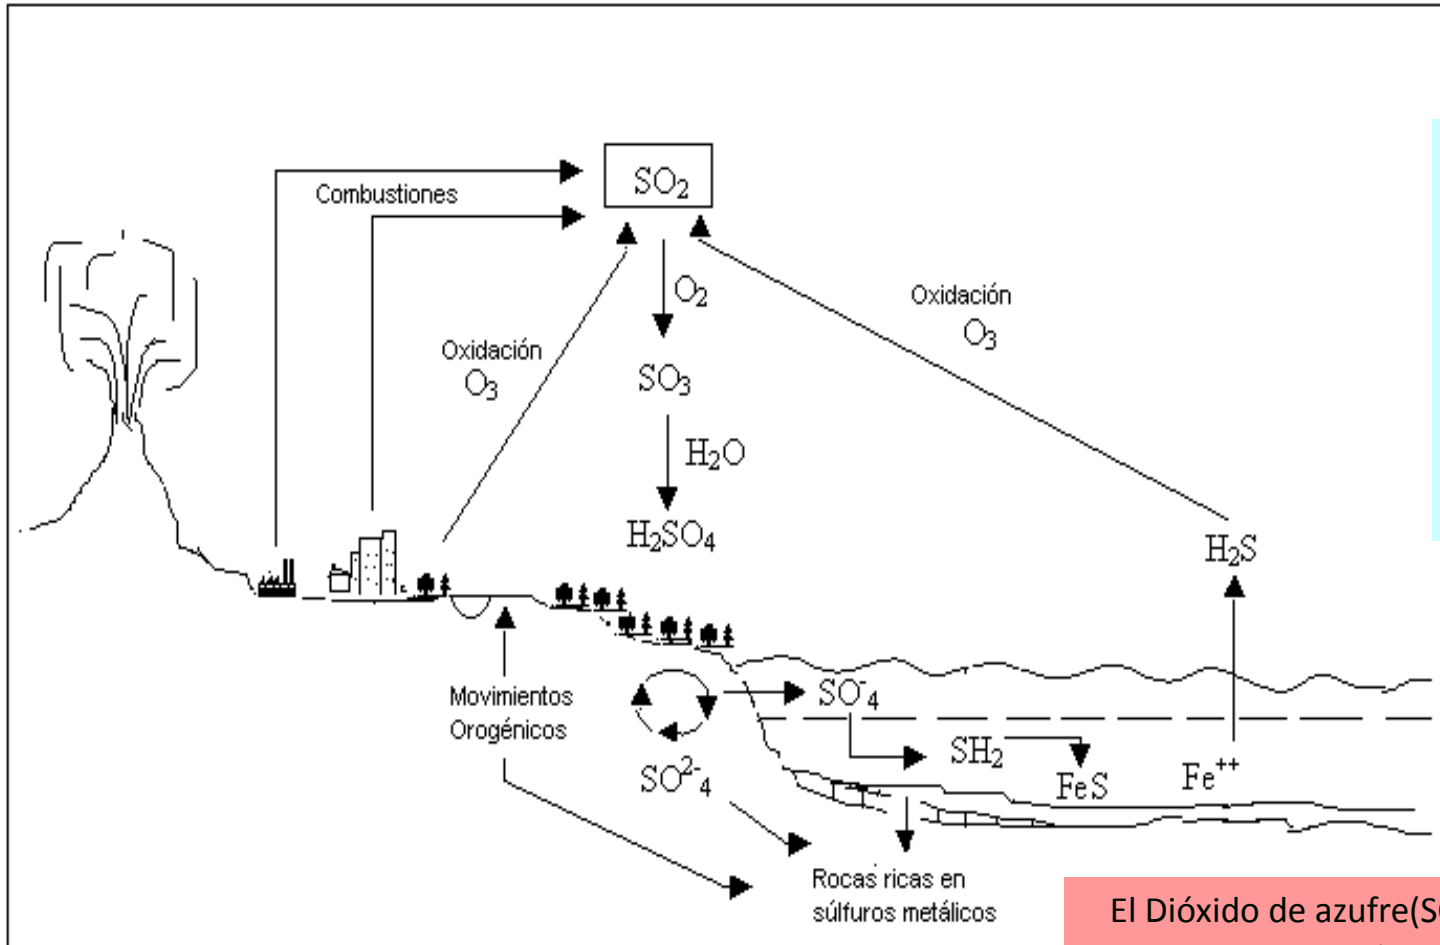 SO₂
Combustiones
O₂
Oxidación
O₃
Oxidación
O₃
SO₃
H₂O
H₂SO₄
H₂S
Movimientos
Orogénicos
SO⁻₄
SH₂
SO²⁻₄
FeS
Fe⁺⁺
Rocas ricas en
súlfuros metálicos
El Dióxido de azufre(S